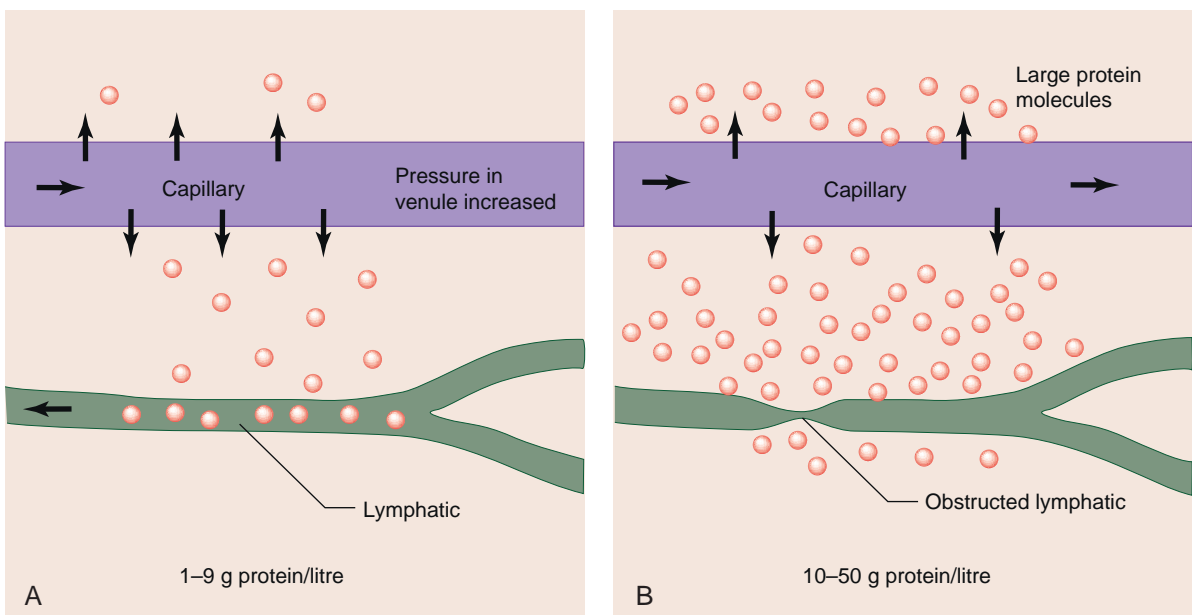 Capillary
Pressure in
venule increased
Lymphatic
1–9 g protein/litre
A
Large protein
molecules
Capillary
Obstructed lymphatic
10–50 g protein/litre
B